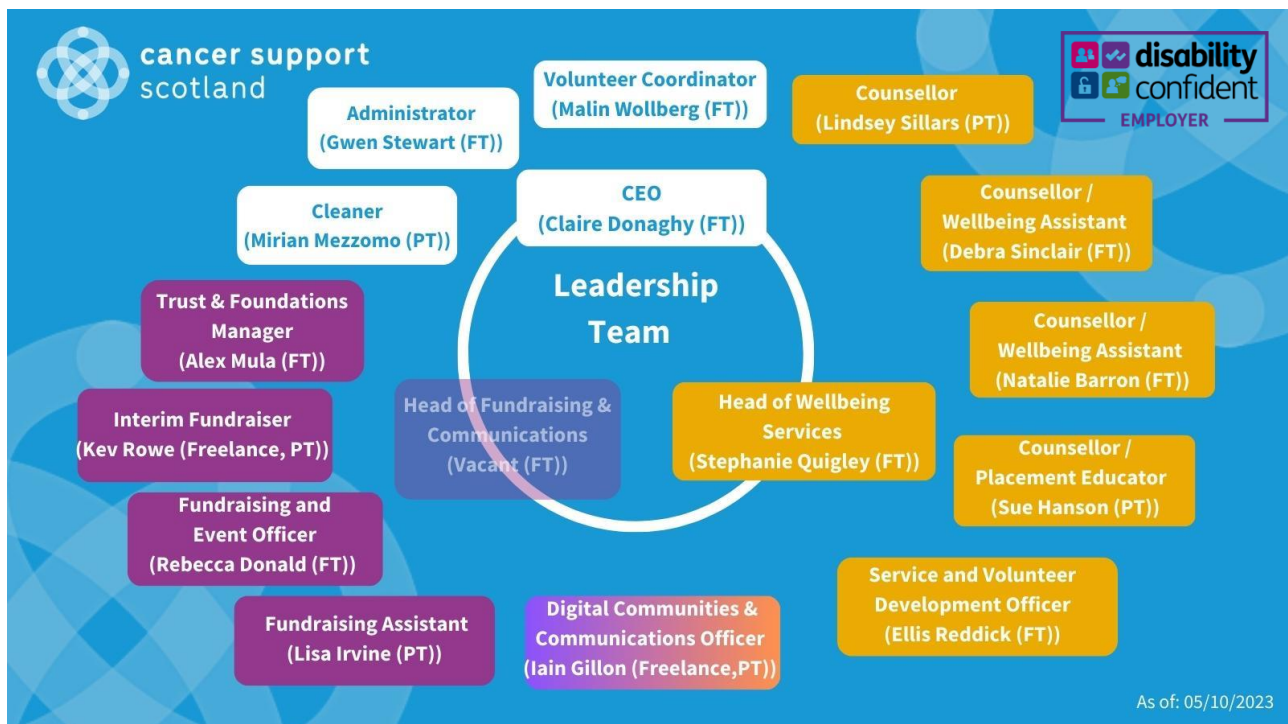 cancer support
scotland
disability
confident
EMPLOYER
Volunteer Coordinator
(Malin Wollberg (FT))
Administrator
(Gwen Stewart (FT))
Counsellor
(Lindsey Sillars (PT))
Cleaner
(Mirian Mezzomo (PT))
CEO
(Claire Donaghy (FT))
Counsellor /
Wellbeing Assistant
(Debra Sinclair (FT))
Leadership
Team
Trust & Foundations
Manager
(Alex Mula (FT))
Counsellor /
Wellbeing Assistant
(Natalie Barron (FT))
Interim Fundraiser
(Kev Rowe (Freelance, PT))
Head of Fundraising &
Communications
(Vacant (FT))
Head of Wellbeing
Services
(Stephanie Quigley (FT))
Counsellor /
Placement Educator
(Sue Hanson (PT))
Fundraising and
Event Officer
(Rebecca Donald (FT))
Service and Volunteer
Development Officer
(Ellis Reddick (FT))
Fundraising Assistant
(Lisa Irvine (PT))
Digital Communities &
Communications Officer
(Iain Gillon (Freelance,PT))
As of: 05/10/2023